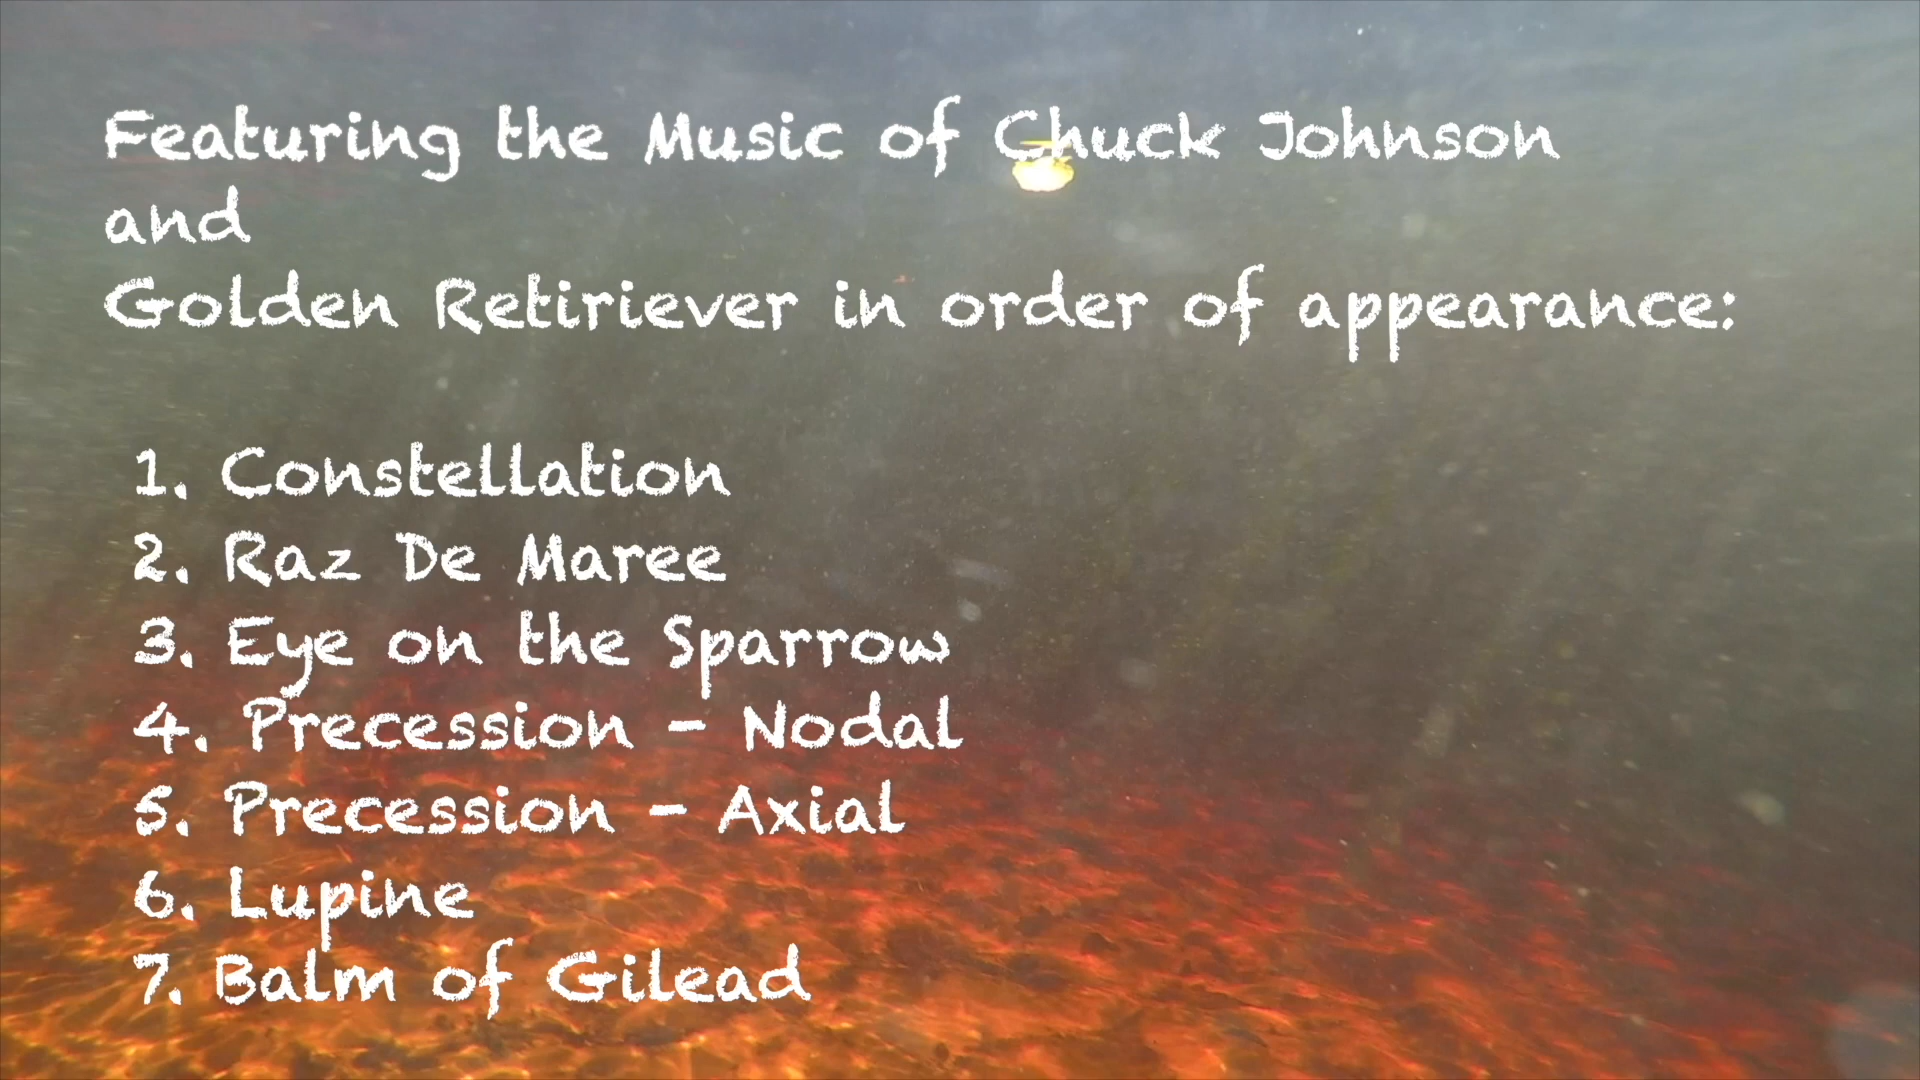 Featuring the Music of Chuck Johnson
and
Golden Retiriever in order of appearance:
1. Constellation
2. Raz De Maree
3. Eye on the Sparrow
4. Precession - Nodal
5. Precession - Axial
6. Lupine
7. Balm of Gilead